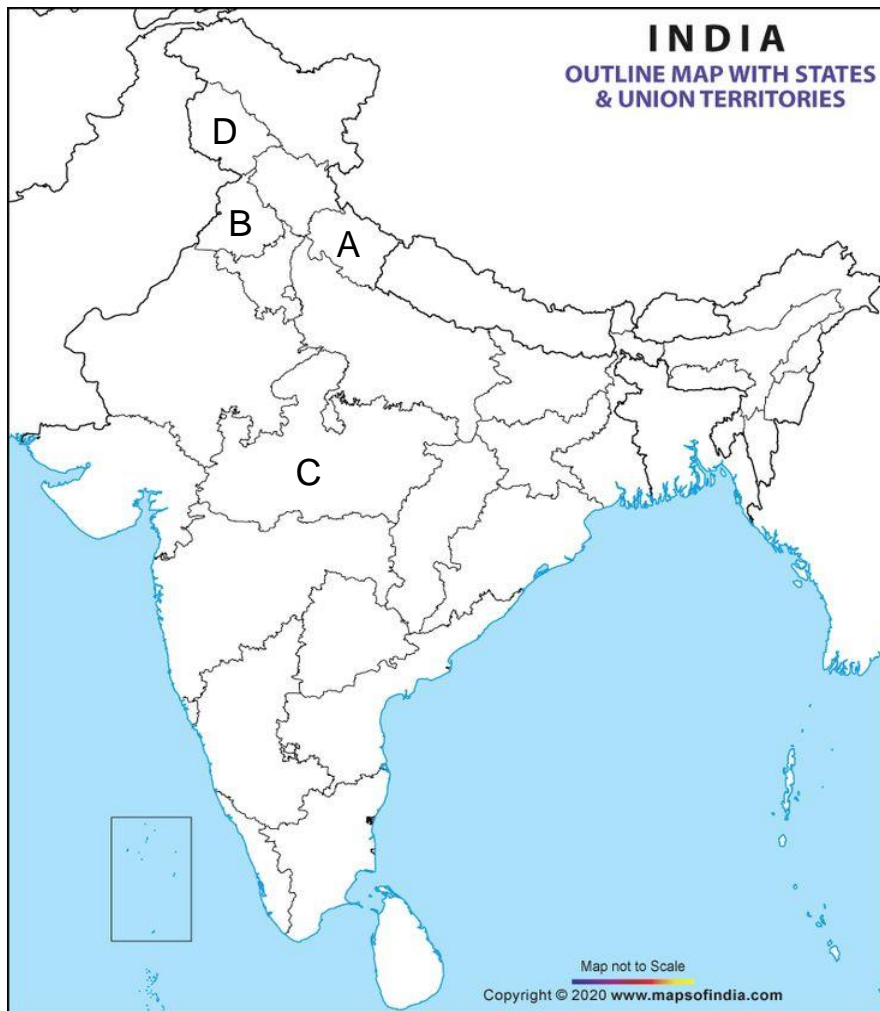 INDIA
OUTLINE MAP WITH STATES
& UNION TERRITORIES
D
B
A
C
Map not to Scale
Copyright © 2020 www.mapsofindia.com